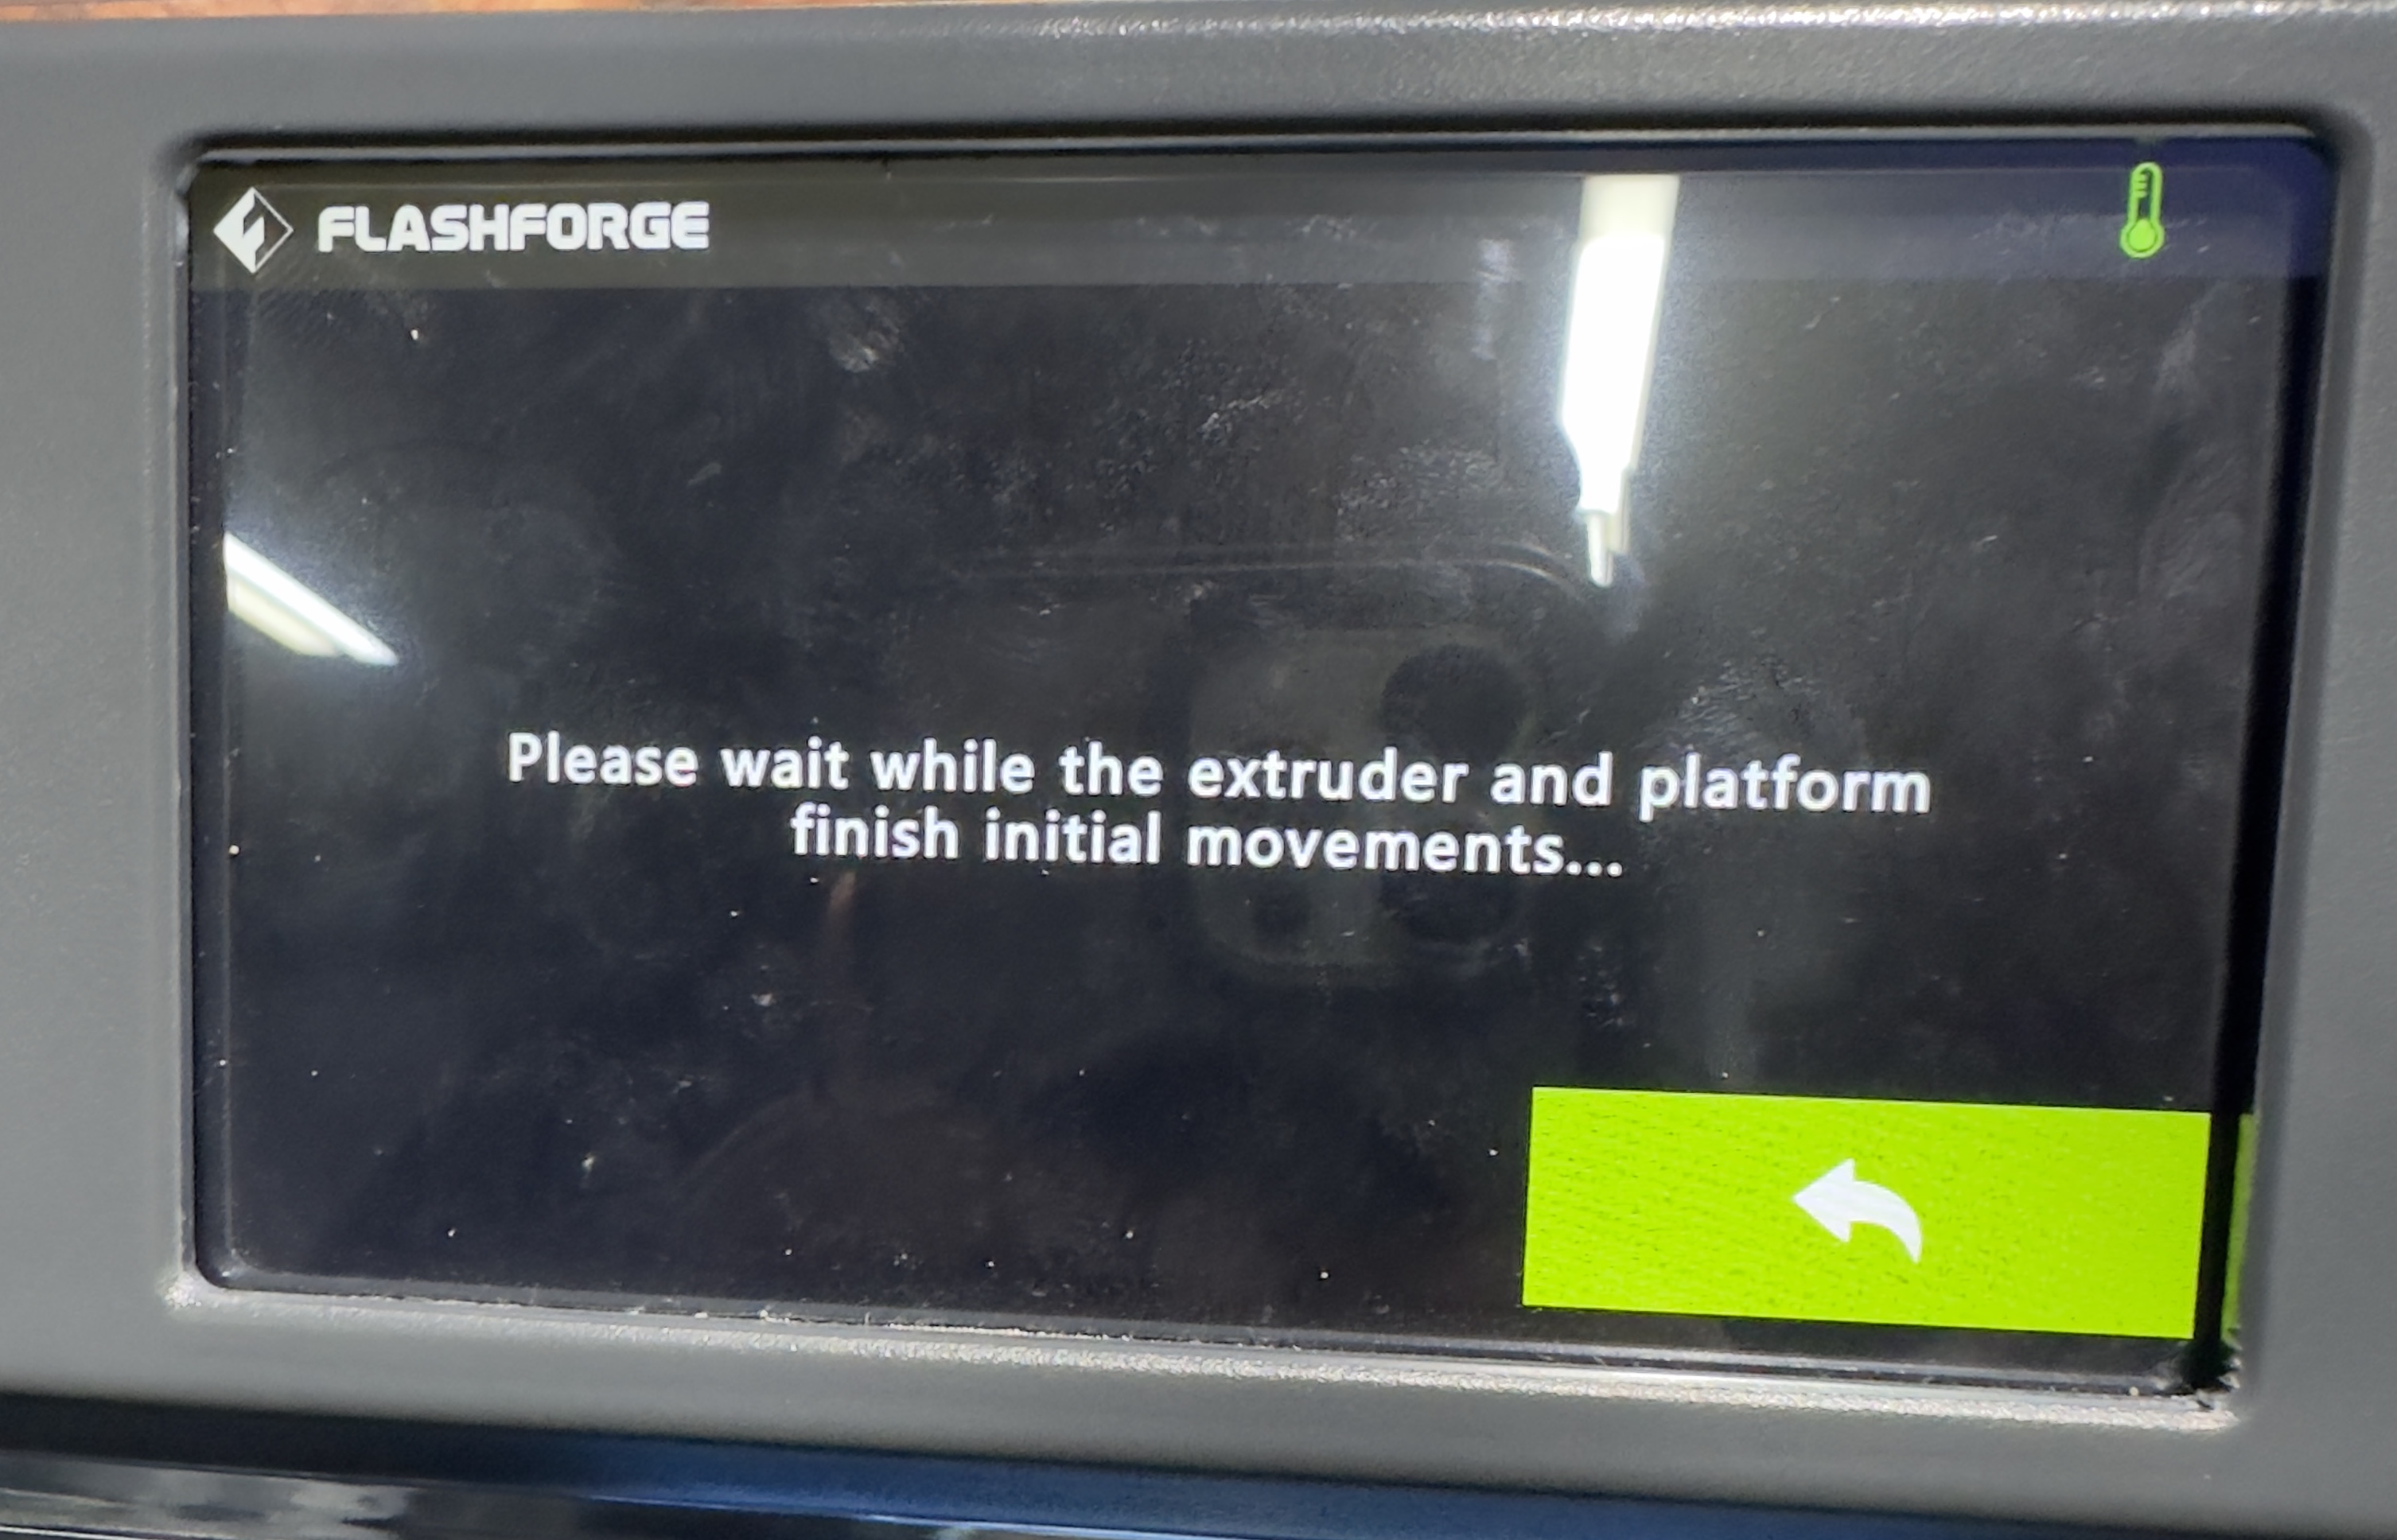 FLASHFORGE
Please wait while the extruder and platform
finish initial movements...